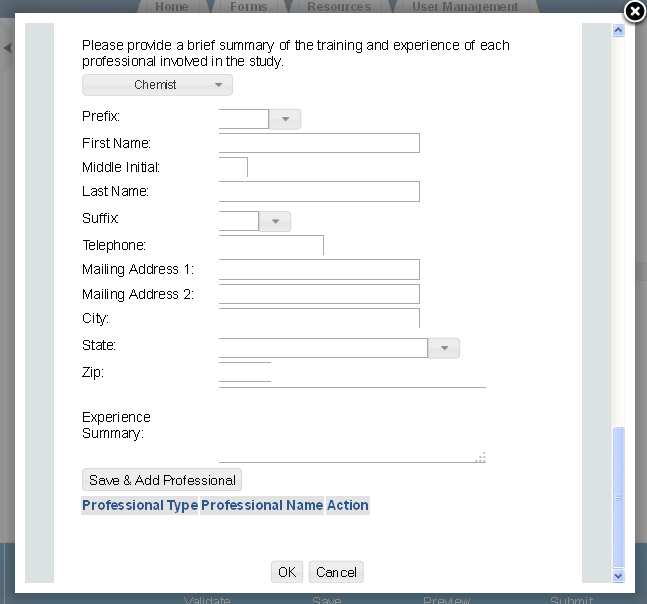 Home Forms Resources User Management
Please provide a brief summary of the training and experience of each
professional involved in the study.
Chemist
Prefix:
First Name:
Middle Initial:
Last Name:
Suffix:
Telephone:
Mailing Address 1:
Mailing Address 2:
City:
State:
Zip:
Experience
Summary:
Save & Add Professional
Professional Type Professional Name Action
OK Cancel
Validate Save Preview Submit